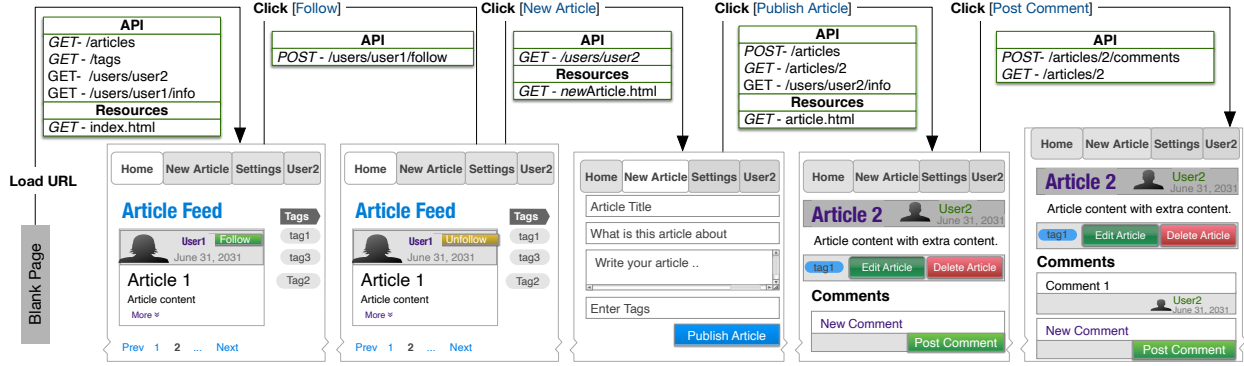 Load URL
Blank Page
API
GET- /articles
GET - /tags
GET- /users/user2
GET - /users/user1/info
Resources
GET - index.html
Click [Follow]
API
POST - /users/user1/follow
Click [New Article]
API
GET - /users/user2
Resources
GET - newArticle.html
Click [Publish Article]
API
POST- /articles
GET - /articles/2
GET - /users/user2/info
Resources
GET - article.html
Click [Post Comment]
API
POST- /articles/2/comments
GET - /articles/2
Home New Article Settings User2
Article Feed
Tags
tag1
tag3
Tag2
User1 Follow
June 31, 2031
Article 1
Article content
More
Prev 1 2 ... Next
Home New Article Settings User2
Article Feed
Tags
tag1
tag3
Tag2
User1 Unfollow
June 31, 2031
Article 1
Article content
More
Prev 1 2 ... Next
Home New Article Settings User2
Article Title
What is this article about
Write your article ..
Enter Tags
Publish Article
Home New Article Settings User2
Article 2 User2
June 31, 2031
Article content with extra content.
tag1 Edit Article Delete Article
Comments
New Comment
Post Comment
Home New Article Settings User2
Article 2 User2
June 31, 2031
Article content with extra content.
tag1 Edit Article Delete Article
Comments
Comment 1
User2
June 31, 2031
New Comment
Post Comment